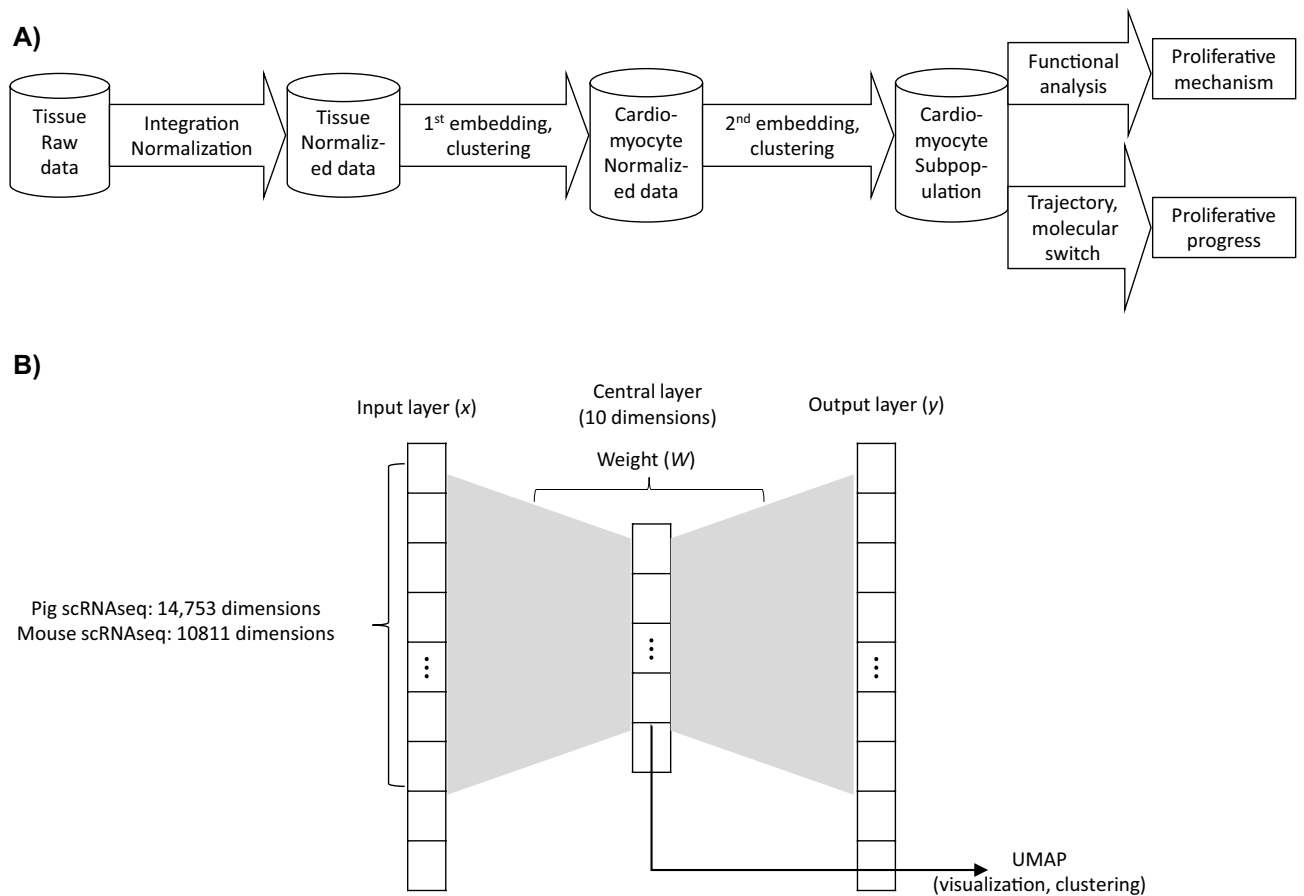 A)
Tissue
Raw
data
Integration
Normalization
Tissue
Normaliz-
ed data
1st embedding,
clustering
Cardio-
myocyte
Normaliz-
ed data
2nd embedding,
clustering
Cardio-
myocyte
Subpop-
ulation
Functional
analysis
Proliferative
mechanism
Trajectory,
molecular
switch
Proliferative
progress
B)
Input layer (x)
Central layer
(10 dimensions)
Output layer (y)
Weight (W)
Pig scRNAseq: 14,753 dimensions
Mouse scRNAseq: 10811 dimensions
⋮
⋮
⋮
UMAP
(visualization, clustering)